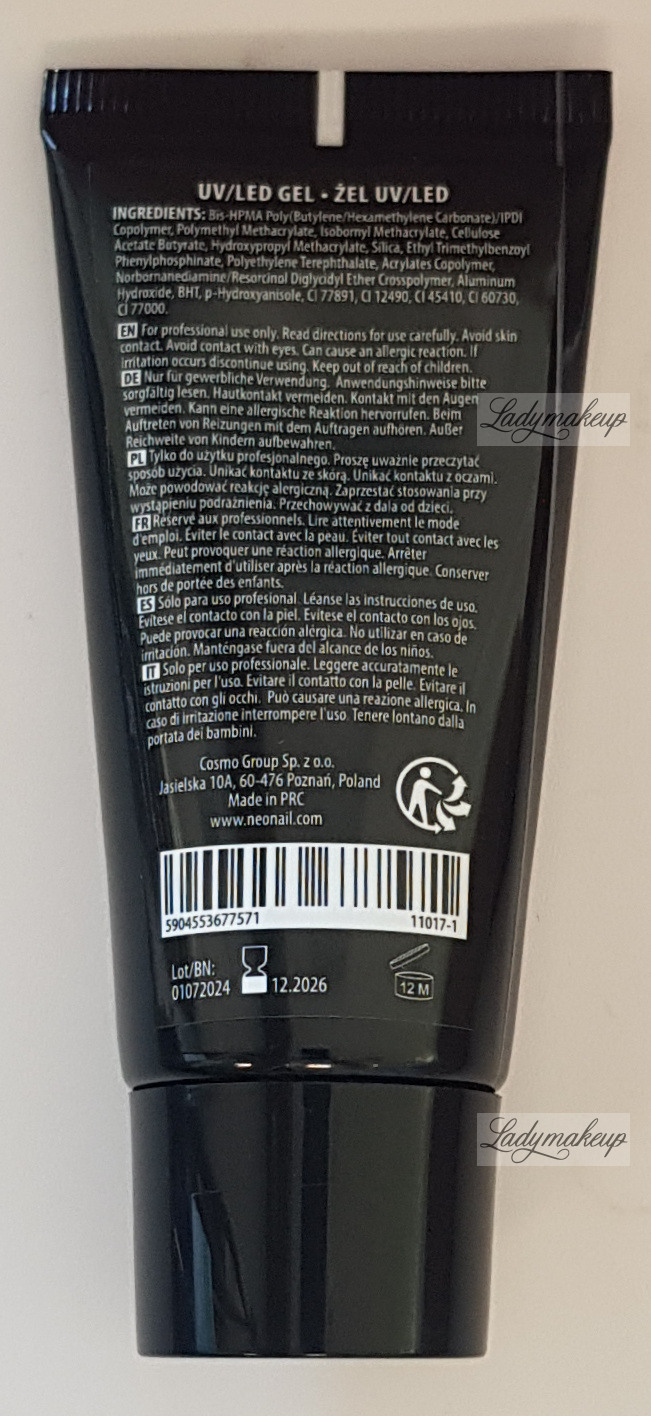 UV/LED GEL • ŻEL UV/LED
INGREDIENTS: Bis-HPMA Poly(Butylene/Hexamethylene Carbonate)/IPDI
Copolymer, Polymethyl Methacrylate, Isobornyl Methacrylate, Cellulose
Acetate Butyrate, Hydroxypropyl Methacrylate, Silica, Ethyl Trimethylbenzoyl
Phenylphosphinate, Polyethylene Terephthalate, Acrylates Copolymer,
Norbornanediamine/Resorcinol Diglycidyl Ether Crosspolymer, Aluminum
Hydroxide, BHT, p-Hydroxyanisole, CI 77891, CI 12490, CI 45410, CI 60730,
CI 77000.
EN For professional use only. Read directions for use carefully. Avoid skin
contact. Avoid contact with eyes. Can cause an allergic reaction. If
irritation occurs discontinue using. Keep out of reach of children.
DE Nur für gewerbliche Verwendung. Anwendungshinweise bitte
sorgfältig lesen. Hautkontakt vermeiden. Kontakt mit den Augen
vermeiden. Kann eine allergische Reaktion hervorrufen. Beim
Auftreten von Reizungen mit dem Auftragen aufhören. Außer
Reichweite von Kindern aufbewahren.
PL Tylko do użytku profesjonalnego. Proszę uważnie przeczytać
sposób użycia. Unikać kontaktu ze skórą. Unikać kontaktu z oczami.
Może powodować reakcję alergiczną. Zaprzestać stosowania przy
wystąpieniu podrażnienia. Przechowywać z dala od dzieci.
FR Réservé aux professionnels. Lire attentivement le mode
d'emploi. Éviter le contact avec la peau. Éviter tout contact avec les
yeux. Peut provoquer une réaction allergique. Arrêter
immédiatement d'utiliser après la réaction allergique. Conserver
hors de portée des enfants.
ES Sólo para uso profesional. Léanse las instrucciones de uso.
Evítese el contacto con la piel. Evítese el contacto con los ojos.
Puede provocar una reacción alérgica. No utilizar en caso de
irritación. Manténgase fuera del alcance de los niños.
IT Solo per uso professionale. Leggere accuratamente le
istruzioni per l'uso. Evitare il contatto con la pelle. Evitare il
contatto con gli occhi. Può causare una reazione allergica. In
caso di irritazione interrompere l'uso. Tenere lontano dalla
portata dei bambini.
Cosmo Group Sp. z o.o.
Jasielska 10A, 60-476 Poznań, Poland
Made in PRC
www.neonail.com
5904553677571 11017-1
Lot/BN:
01072024
12.2026
12 M
Ladymakeup
Ladymakeup